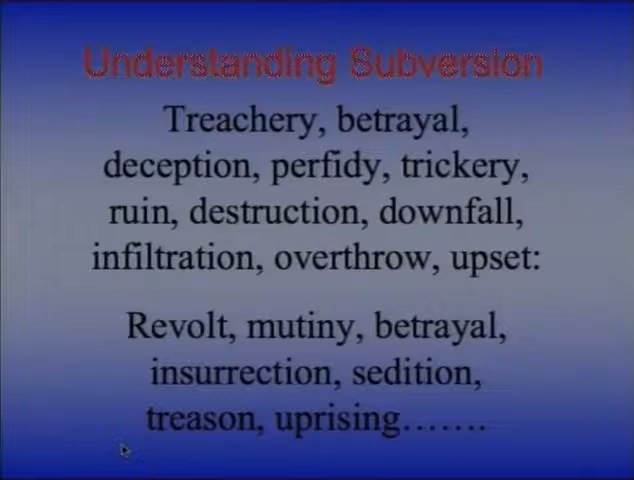 Understanding Subversion
Treachery, betrayal,
deception, perfidy, trickery,
ruin, destruction, downfall,
infiltration, overthrow, upset:
Revolt, mutiny, betrayal,
insurrection, sedition,
treason, uprising…….